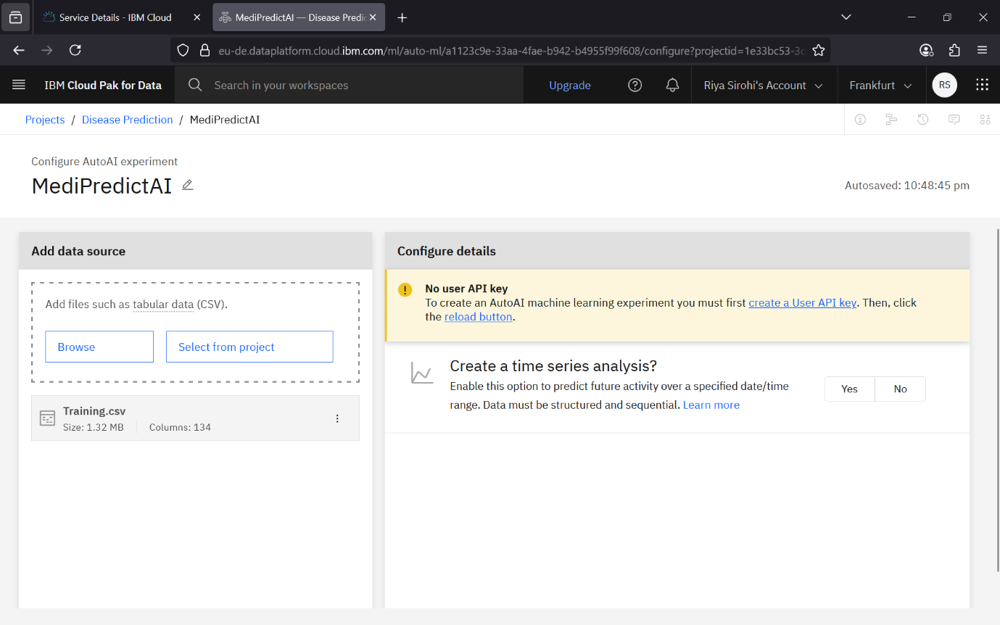 Service Details - IBM Cloud
MediPredictAI — Disease Predic
eu-de.dataplatform.cloud.ibm.com/ml/auto-ml/a1123c9e-33aa-4fae-b942-b4955f99f608/configure?projectid=1e33bc53-3c
IBM Cloud Pak for Data
Search in your workspaces
Upgrade
Riya Sirohi's Account
Frankfurt
RS
Projects / Disease Prediction / MediPredictAI
Configure AutoAI experiment
MediPredictAI
Autosaved: 10:48:45 pm
Add data source
Add files such as tabular data (CSV).
Browse
Select from project
Training.csv
Size: 1.32 MB
Columns: 134
Configure details
No user API key
To create an AutoAI machine learning experiment you must first create a User API key. Then, click
the reload button.
Create a time series analysis?
Enable this option to predict future activity over a specified date/time
range. Data must be structured and sequential. Learn more
Yes
No